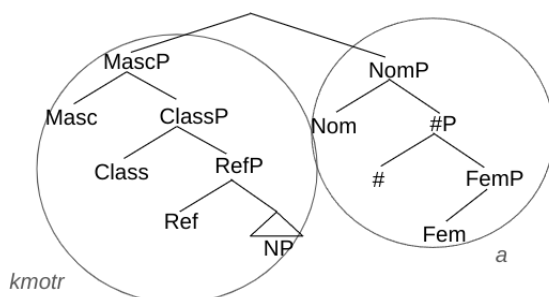 MascP
NomP
Masc
ClassP
Nom
#P
Class
RefP
#
FemP
Ref
NP
Fem
kmotr
a